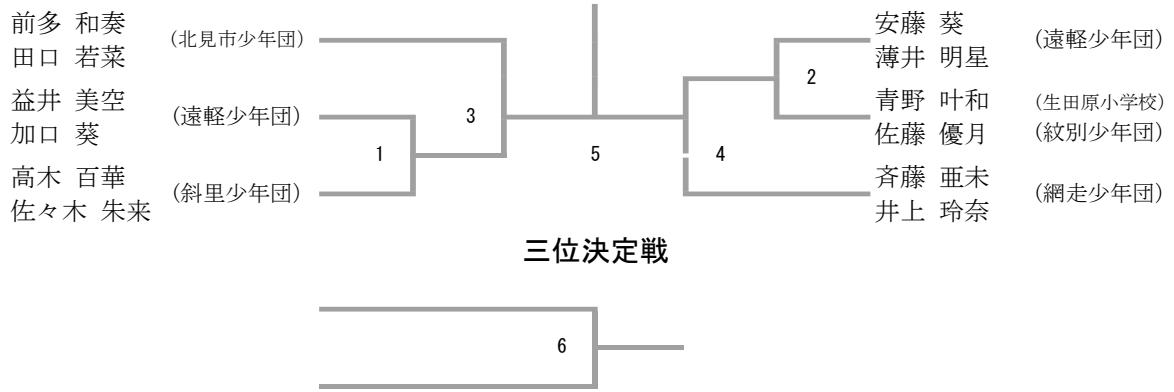 前多 和奏
田口 若菜
(北見市少年団)
益井 美空
加口 葵
(遠軽少年団)
高木 百華
佐々木 朱来
(斜里少年団)
1
3
5
4
2
安藤 葵
薄井 明星
(遠軽少年団)
青野 叶和
(生田原小学校)
佐藤 優月
(紋別少年団)
斉藤 亜未
井上 玲奈
(網走少年団)
三位決定戦
6